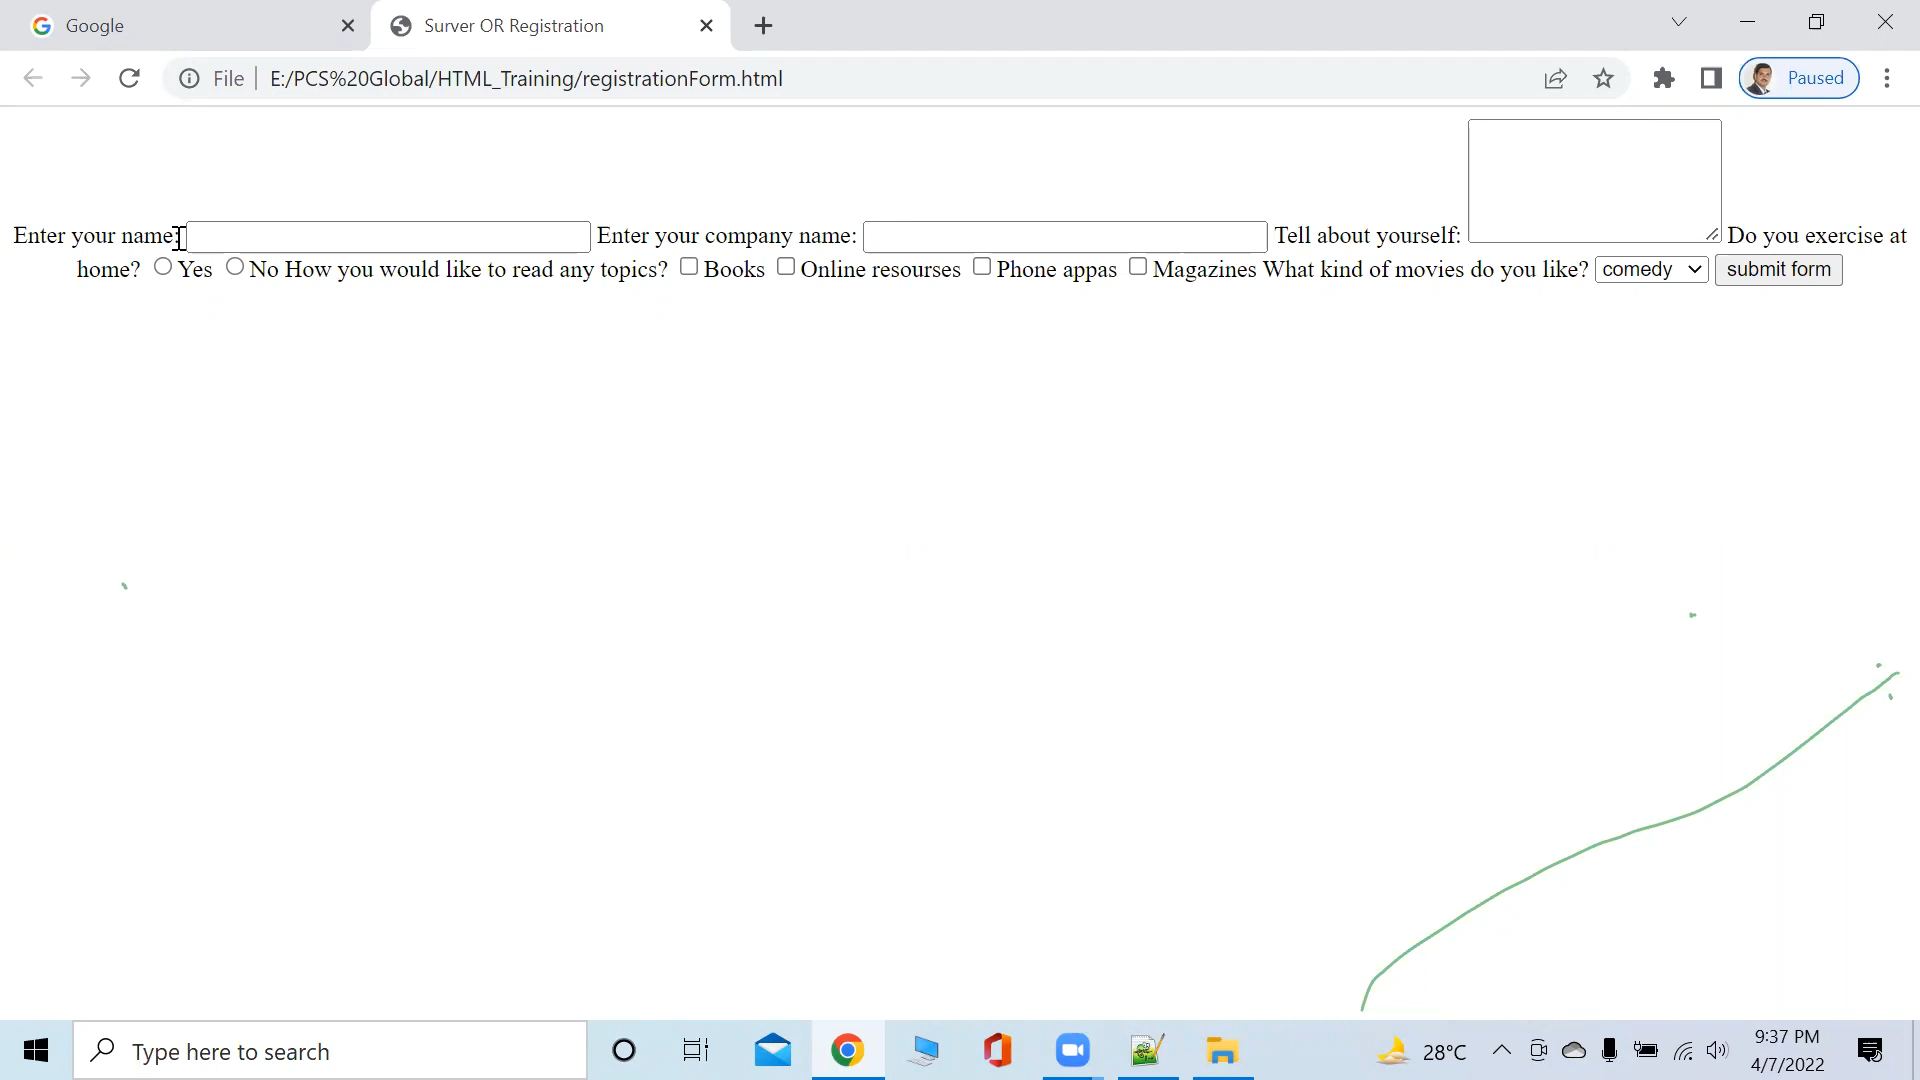 Google
Surver OR Registration
File
E:/PCS%20Global/HTML_Training/registrationForm.html
Paused
Enter your name: Enter your company name: Tell about yourself: Do you exercise at
home? Yes No How you would like to read any topics? Books Online resourses Phone appas Magazines What kind of movies do you like? comedy submit form
Type here to search
28°C
9:37 PM
4/7/2022